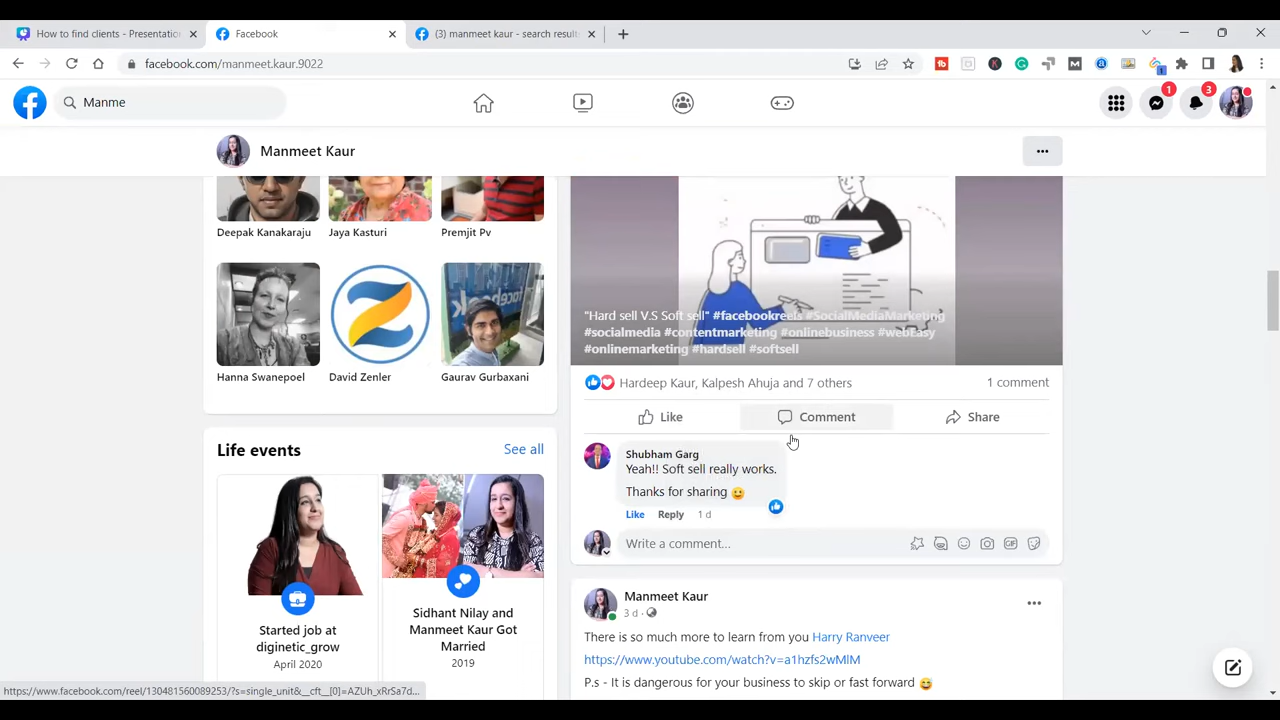 How to find clients - Presentation
Facebook
(3) manmeet kaur - search result
facebook.com/manmeet.kaur.9022
Manme
1
3
Manmeet Kaur
Deepak Kanakaraju
Jaya Kasturi
Premjit Pv
Hanna Swanepoel
David Zenler
Gaurav Gurbaxani
Life events
See all
Started job at
diginetic_grow
April 2020
Sidhant Nilay and
Manmeet Kaur Got
Married
2019
"Hard sell V.S Soft sell" #facebookreels #SocialMediaMarketing
#socialmedia #contentmarketing #onlinebusiness #webEasy
#onlinemarketing #hardsell #softsell
Hardeep Kaur, Kalpesh Ahuja and 7 others
1 comment
Like
Comment
Share
Shubham Garg
Yeah!! Soft sell really works.
Thanks for sharing 😃
Like Reply 1 d
Write a comment...
GIF
Manmeet Kaur
3 d
There is so much more to learn from you Harry Ranveer
https://www.youtube.com/watch?v=a1hzfs2wMlM
P.s - It is dangerous for your business to skip or fast forward 😅
https://www.facebook.com/reel/130481560089253/?s=single_unit&__cft__[0]=AZUh_xRrSa7d...